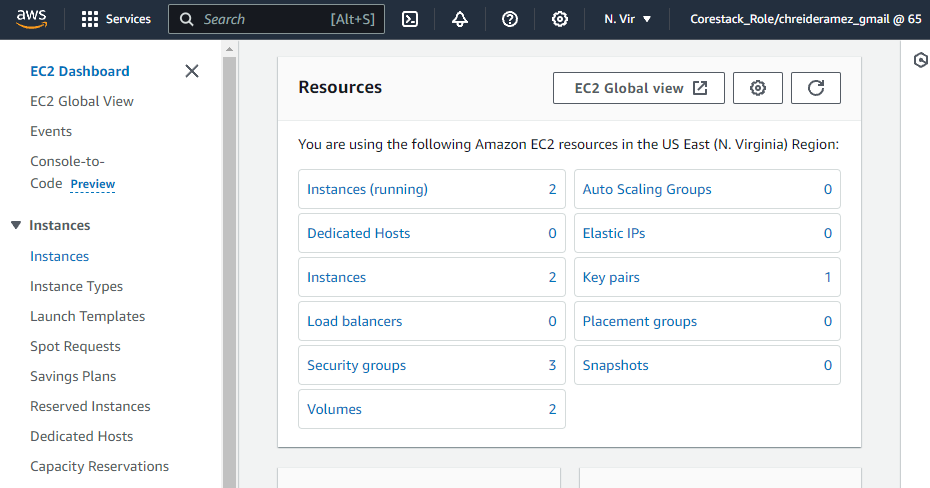 aws
Services
Search
[Alt+S]
N. Vir
Corestack_Role/chreideramez_gmail @ 65
EC2 Dashboard
EC2 Global View
Events
Console-to-
Code Preview
Instances
Instances
Instance Types
Launch Templates
Spot Requests
Savings Plans
Reserved Instances
Dedicated Hosts
Capacity Reservations
Resources
EC2 Global view
You are using the following Amazon EC2 resources in the US East (N. Virginia) Region:
Instances (running) 2
Auto Scaling Groups 0
Dedicated Hosts 0
Elastic IPs 0
Instances 2
Key pairs 1
Load balancers 0
Placement groups 0
Security groups 3
Snapshots 0
Volumes 2